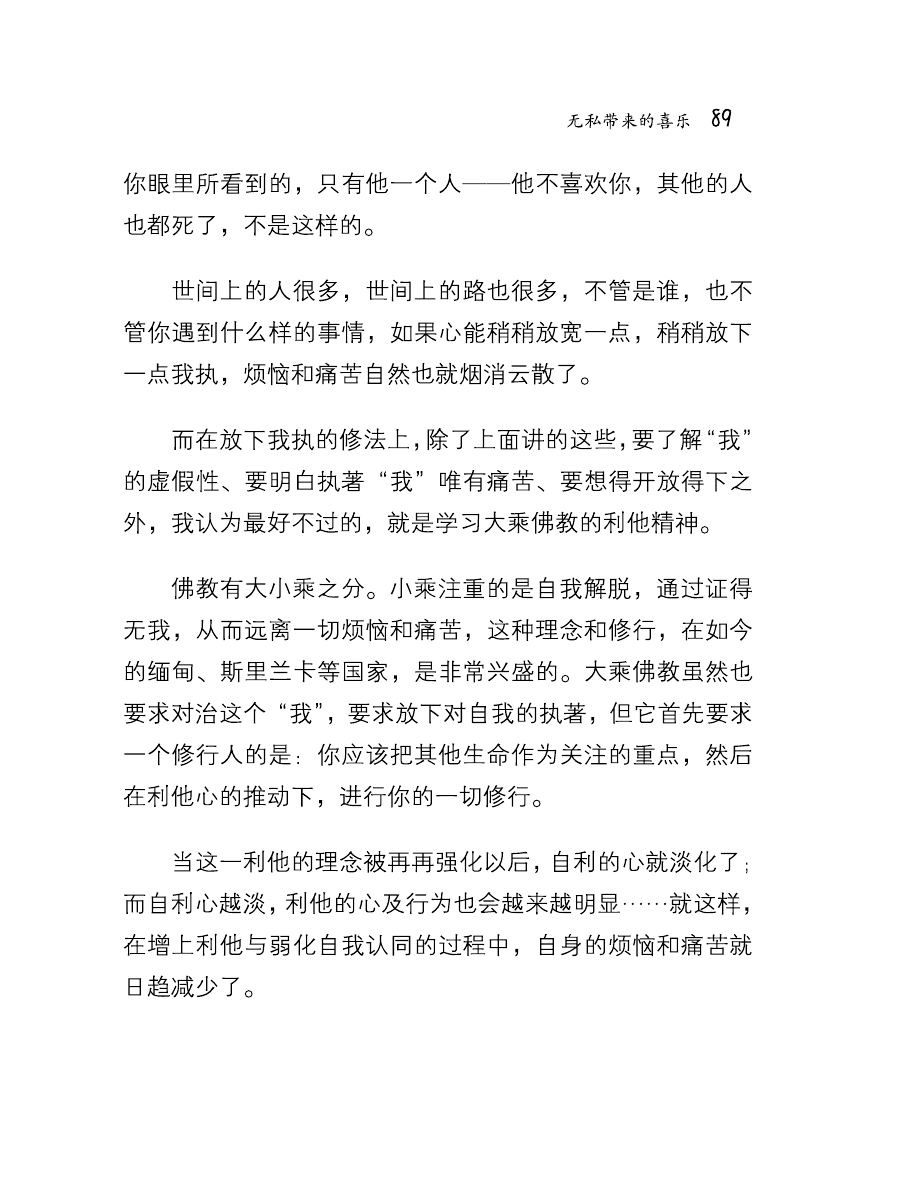 无私带来的喜乐 89
你眼里所看到的，只有他一个人——他不喜欢你，其他的人
也都死了，不是这样的。
世间上的人很多，世间上的路也很多，不管是谁，也不
管你遇到什么样的事情，如果心能稍稍放宽一点，稍稍放下
一点我执，烦恼和痛苦自然也就烟消云散了。
而在放下我执的修法上，除了上面讲的这些，要了解“我”
的虚假性、要明白执著“我”唯有痛苦、要想得开放得下之
外，我认为最好不过的，就是学习大乘佛教的利他精神。
佛教有大小乘之分。小乘注重的是自我解脱，通过证得
无我，从而远离一切烦恼和痛苦，这种理念和修行，在如今
的缅甸、斯里兰卡等国家，是非常兴盛的。大乘佛教虽然也
要求对治这个“我”，要求放下对自我的执著，但它首先要求
一个修行人的是：你应该把其他生命作为关注的重点，然后
在利他心的推动下，进行你的一切修行。
当这一利他的理念被再再强化以后，自利的心就淡化了；
而自利心越淡，利他的心及行为也会越来越明显……就这样，
在增上利他与弱化自我认同的过程中，自身的烦恼和痛苦就
日趋减少了。